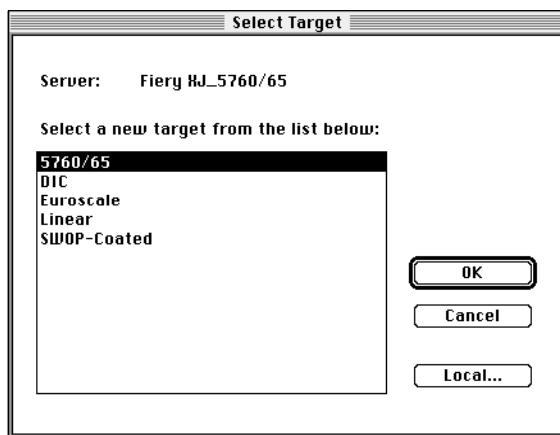 Select Target
Server: Fiery XJ_5760/65
Select a new target from the list below:
5760/65
DIC
Euroscale
Linear
SWOP-Coated
OK
Cancel
Local...